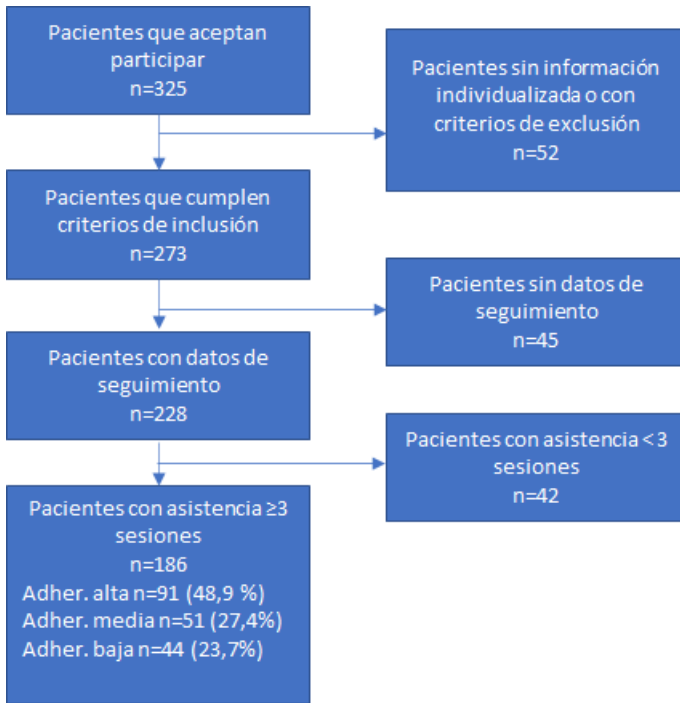 Pacientes que aceptan
participar
n=325
Pacientes sin información
individualizada o con
criterios de exclusión
n=52
Pacientes que cumplen
criterios de inclusión
n=273
Pacientes sin datos de
seguimiento
n=45
Pacientes con datos de
seguimiento
n=228
Pacientes con asistencia < 3
sesiones
n=42
Pacientes con asistencia ≥3
sesiones
n=186
Adher. alta n=91 (48,9 %)
Adher. media n=51 (27,4%)
Adher. baja n=44 (23,7%)